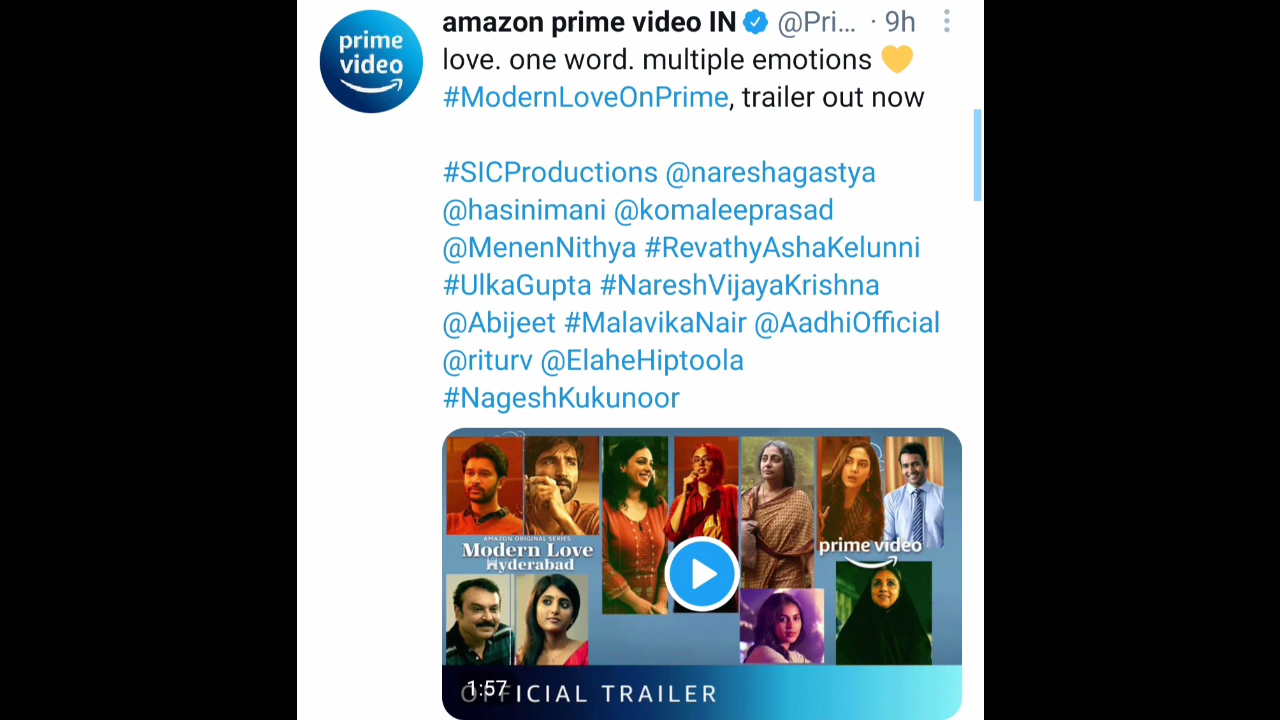 prime
video
amazon prime video IN @Pri... · 9h
love. one word. multiple emotions 💛
#ModernLoveOnPrime, trailer out now
#SICProductions @nareshagastya
@hasinimani @komaleeprasad
@MenenNithya #RevathyAshaKelunni
#UlkaGupta #NareshVijayaKrishna
@Abijeet #MalavikaNair @AadhiOfficial
@riturv @ElaheHiptoola
#NageshKukunoor
AMAZON ORIGINAL SERIES
Modern Love
Hyderabad
prime video
1:57
OFFICIAL TRAILER